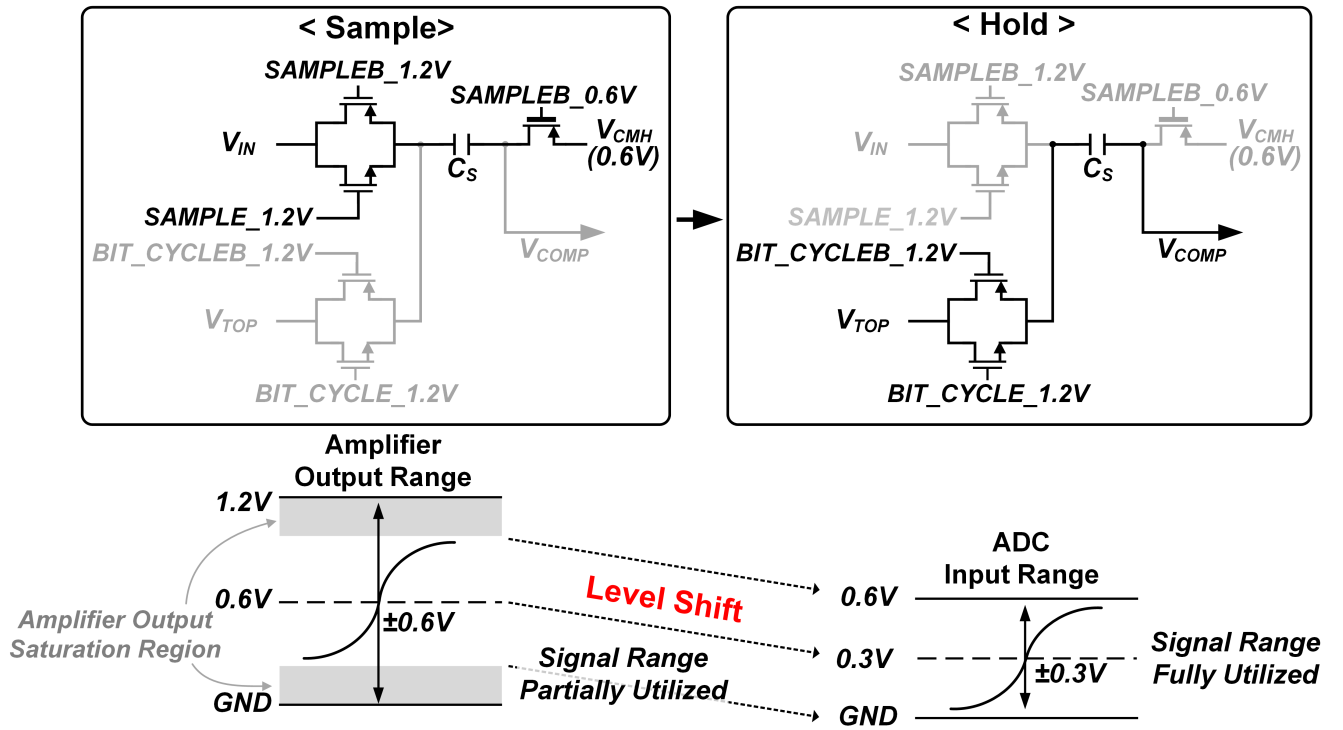 < Sample>
SAMPLEB_1.2V
SAMPLEB_0.6V
VIN
VCMH
(0.6V)
CS
SAMPLE_1.2V
BIT_CYCLEB_1.2V
VCOMP
VTOP
BIT_CYCLE_1.2V
< Hold >
SAMPLEB_1.2V
SAMPLEB_0.6V
VIN
VCMH
(0.6V)
CS
SAMPLE_1.2V
BIT_CYCLEB_1.2V
VCOMP
VTOP
BIT_CYCLE_1.2V
Amplifier
Output Range
1.2V
0.6V
±0.6V
GND
Amplifier Output
Saturation Region
Level Shift
Signal Range
Partially Utilized
ADC
Input Range
0.6V
0.3V
±0.3V
GND
Signal Range
Fully Utilized